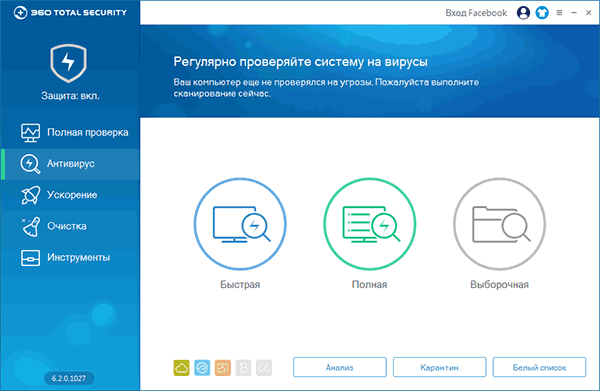 360 TOTAL SECURITY
Вход Facebook
Защита: вкл.
Полная проверка
Антивирус
Ускорение
Очистка
Инструменты
6.2.0.1027
Регулярно проверяйте систему на вирусы
Ваш компьютер еще не проверялся на угрозы. Пожалуйста выполните
сканирование сейчас.
Быстрая
Полная
Выборочная
B
Анализ
Карантин
Белый список